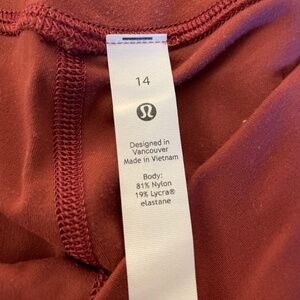 14
Designed in
Vancouver
Made in Vietnam
Body:
81% Nylon
19% Lycra®
elastane